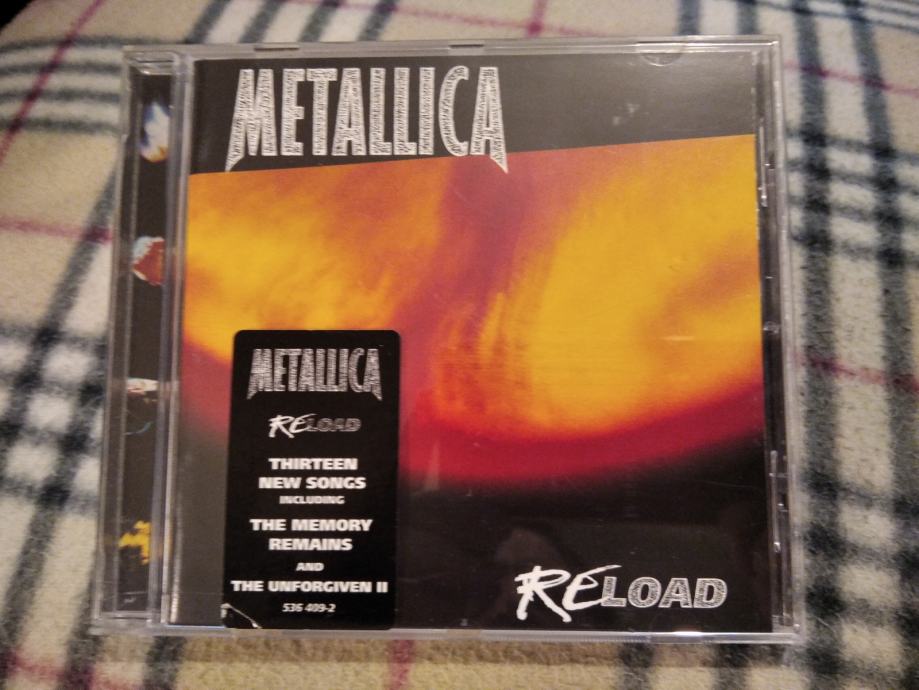 METALLICA
METALLICA
RELOAD
THIRTEEN
NEW SONGS
INCLUDING
THE MEMORY
REMAINS
AND
THE UNFORGIVEN II
536 409-2
RELOAD